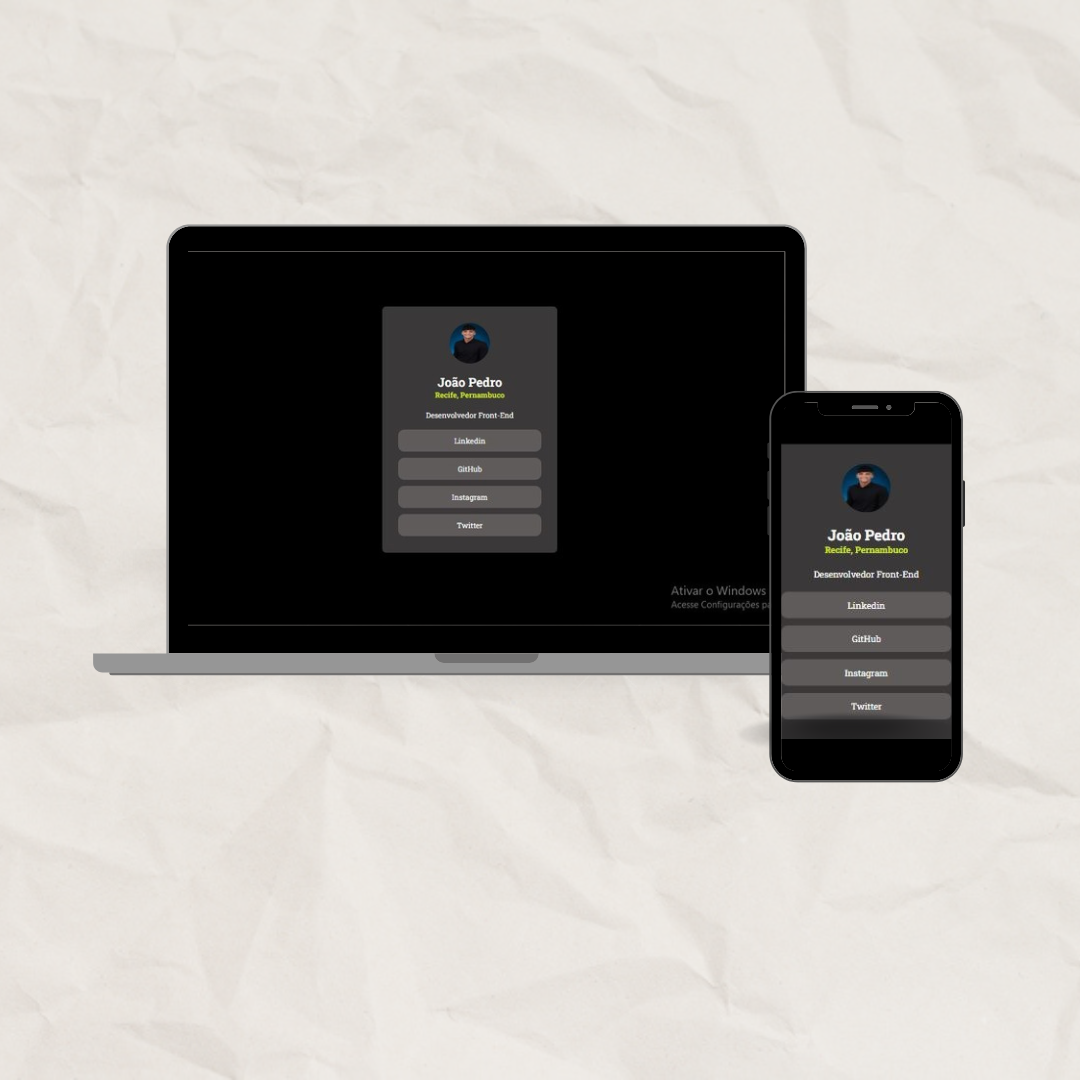 João Pedro
Recife, Pernambuco
Desenvolvedor Front-End
Linkedin
GitHub
Instagram
Twitter
Ativar o Windows
Acesse Configurações pa
João Pedro
Recife, Pernambuco
Desenvolvedor Front-End
Linkedin
GitHub
Instagram
Twitter